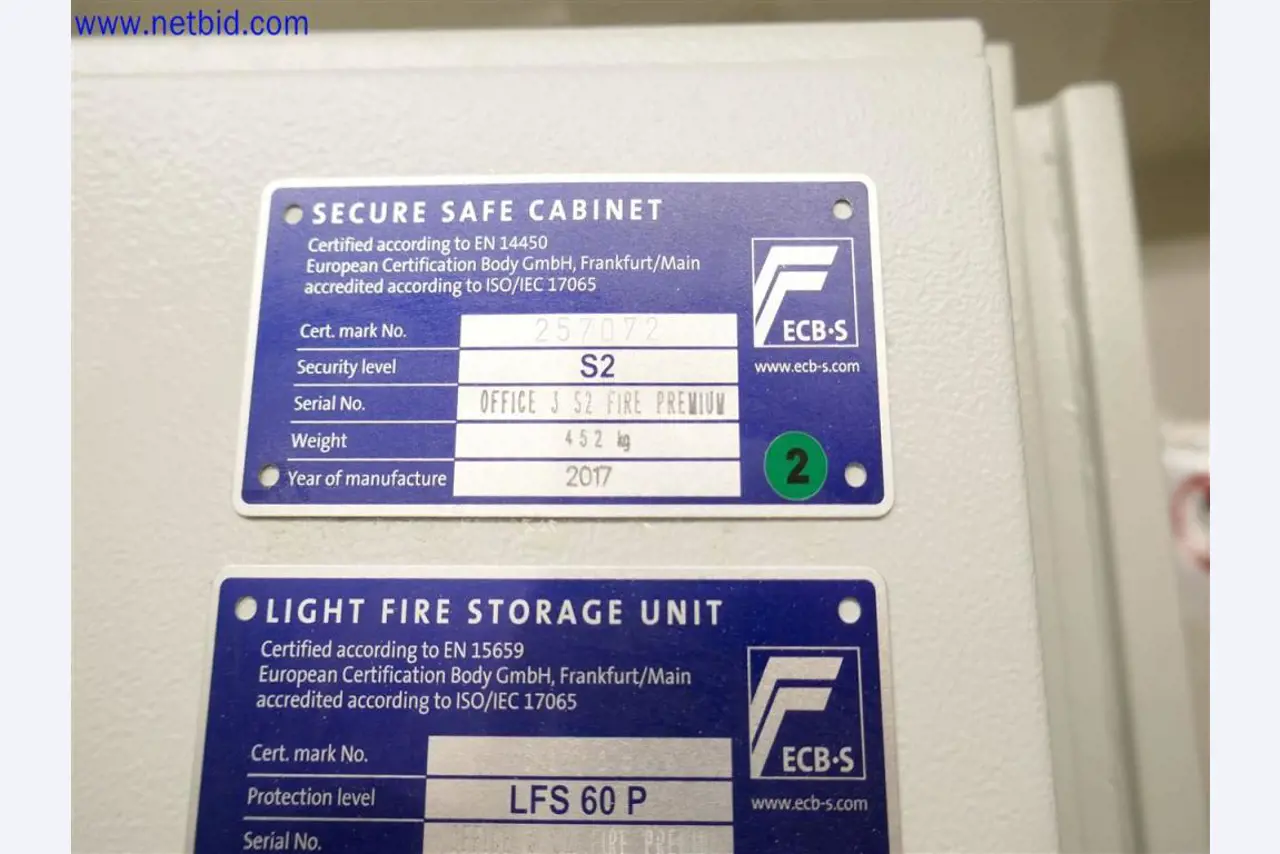 www.netbid.com
SECURE SAFE CABINET
Certified according to EN 14450
European Certification Body GmbH, Frankfurt/Main
accredited according to ISO/IEC 17065
ECB·S
www.ecb-s.com
Cert. mark No. 257072
Security level S2
Serial No. OFFICE 3 S2 FIRE PREMIUM
Weight 452 kg
Year of manufacture 2017
2
LIGHT FIRE STORAGE UNIT
Certified according to EN 15659
European Certification Body GmbH, Frankfurt/Main
accredited according to ISO/IEC 17065
ECB·S
www.ecb-s.com
Cert. mark No.
Protection level LFS 60 P
Serial No.